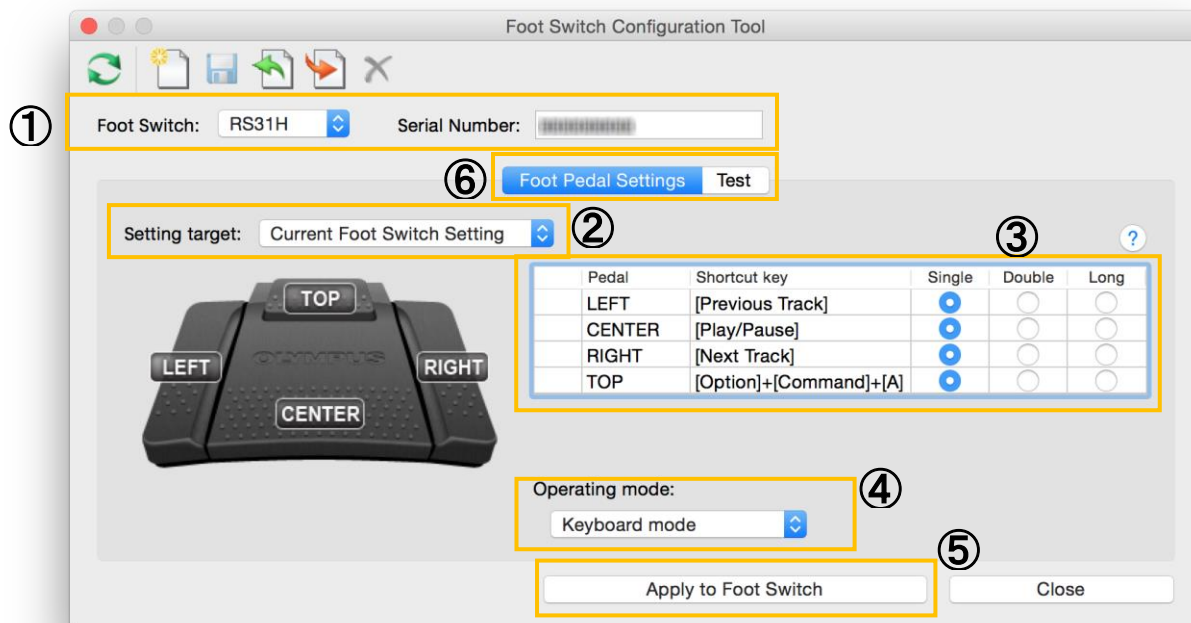 Foot Switch Configuration Tool
① Foot Switch: RS31H Serial Number:
⑥ Foot Pedal Settings Test
Setting target: Current Foot Switch Setting ②
③ ?
Pedal Shortcut key Single Double Long
LEFT [Previous Track]
CENTER [Play/Pause]
RIGHT [Next Track]
TOP [Option]+[Command]+[A]
TOP
OLYMPUS
LEFT RIGHT
CENTER
Operating mode: ④
Keyboard mode
⑤
Apply to Foot Switch Close